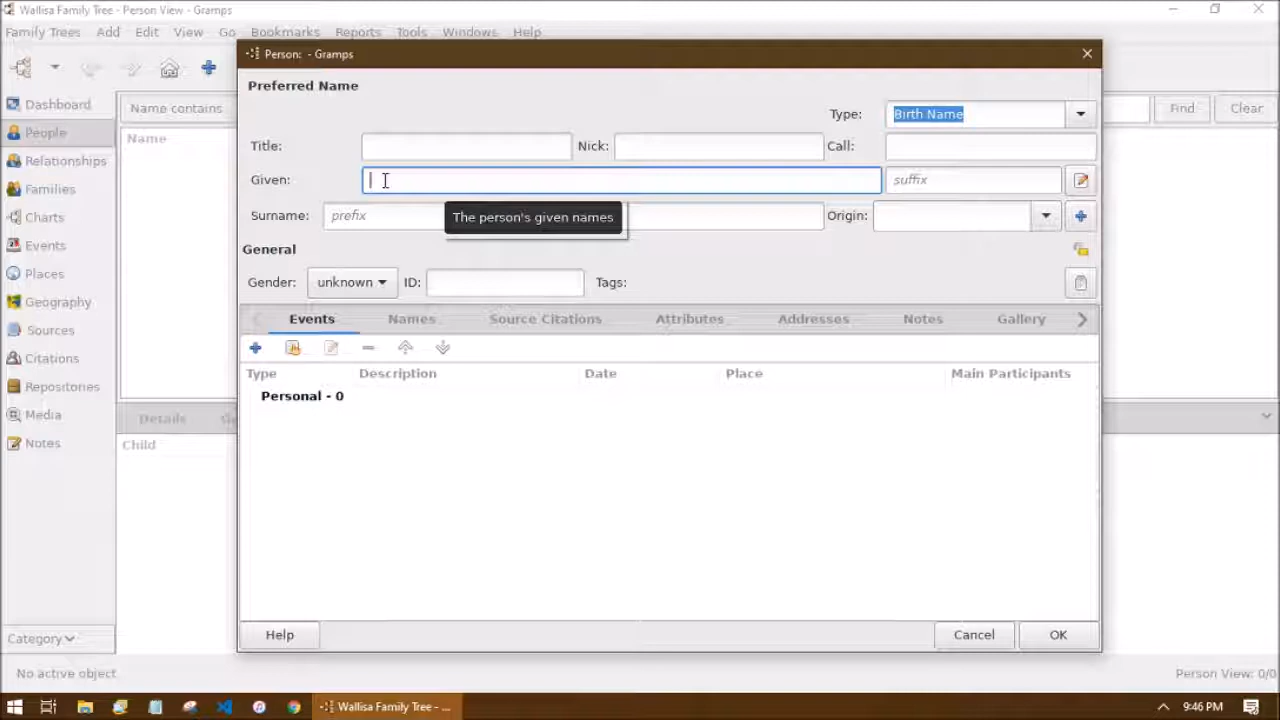 Wallisa Family Tree - Person View - Gramps
Family Trees Add Edit View Go Bookmarks Reports Tools Windows Help
Person: - Gramps
Preferred Name
Type: Birth Name
Title: Nick: Call:
Given: suffix
Surname: prefix Origin:
The person's given names
General
Gender: unknown ID: Tags:
Events Names Source Citations Attributes Addresses Notes Gallery
Type Description Date Place Main Participants
Personal - 0
Help Cancel OK
Dashboard
People
Relationships
Families
Charts
Events
Places
Geography
Sources
Citations
Repositories
Media
Notes
Category
Name contains Find Clear
Name
Details
Child
No active object Person View: 0/0
Wallisa Family Tree - ... 9:46 PM